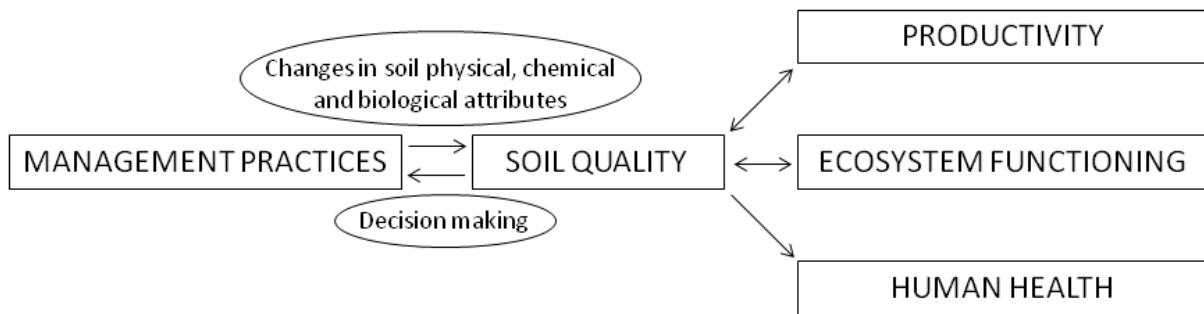 PRODUCTIVITY
Changes in soil physical, chemical
and biological attributes
MANAGEMENT PRACTICES
SOIL QUALITY
ECOSYSTEM FUNCTIONING
Decision making
HUMAN HEALTH